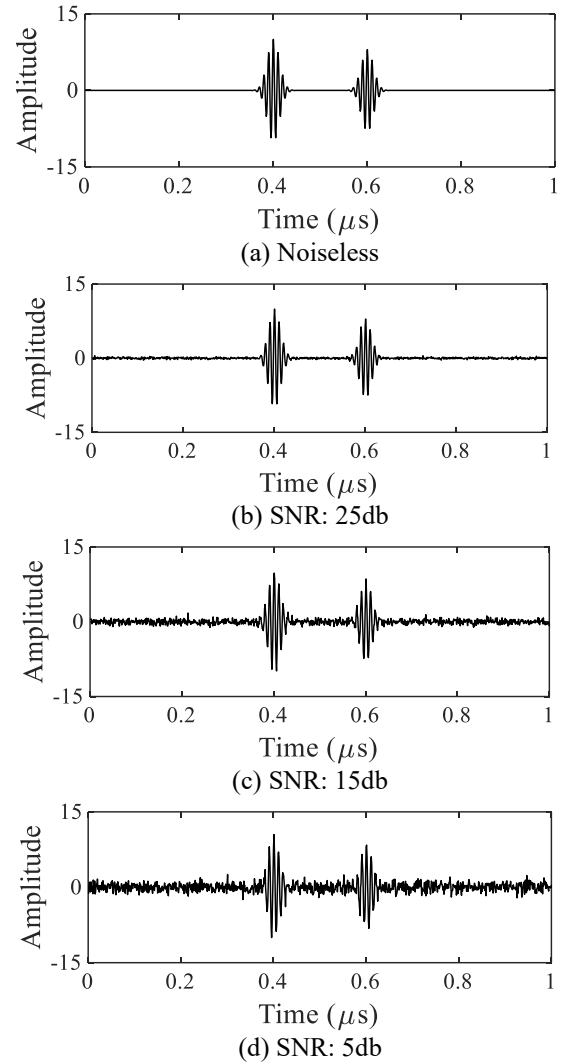 15
Amplitude
0
-15
0 0.2 0.4 0.6 0.8 1
Time (μs)
(a) Noiseless
15
Amplitude
0
-15
0 0.2 0.4 0.6 0.8 1
Time (μs)
(b) SNR: 25db
15
Amplitude
0
-15
0 0.2 0.4 0.6 0.8 1
Time (μs)
(c) SNR: 15db
15
Amplitude
0
-15
0 0.2 0.4 0.6 0.8 1
Time (μs)
(d) SNR: 5db